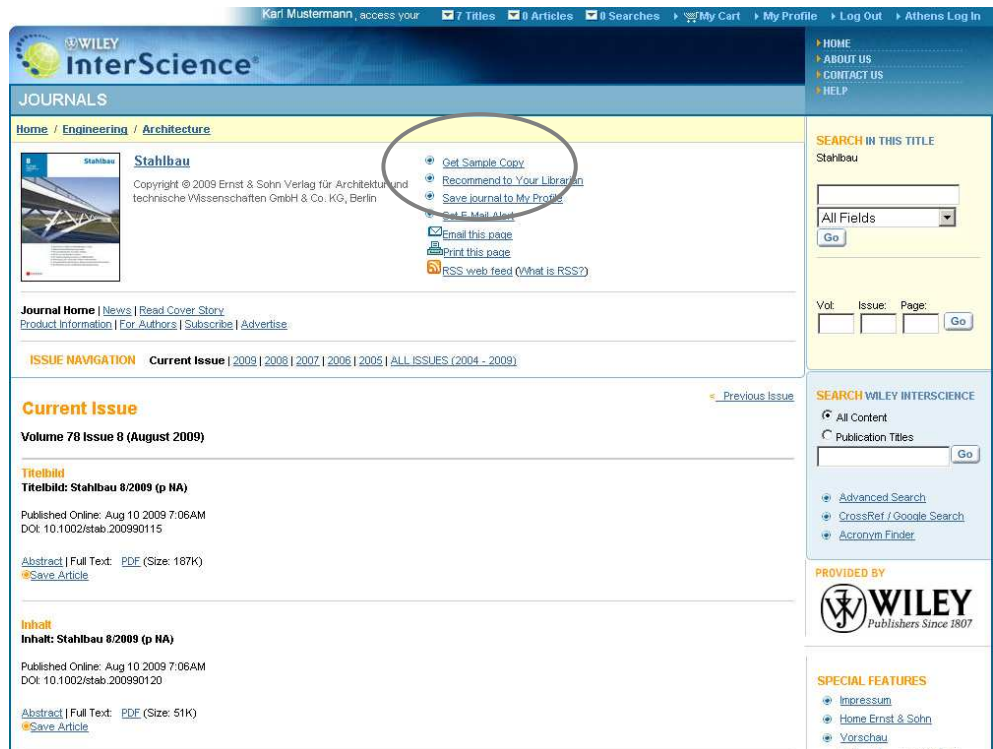 Karl Mustermann, access your 7 Titles 0 Articles 0 Searches My Cart My Profile Log Out Athens Log In
WILEY
InterScience®
HOME
ABOUT US
CONTACT US
HELP
JOURNALS
Home / Engineering / Architecture
Stahlbau
Stahlbau
Copyright © 2009 Ernst & Sohn Verlag für Architektur und
technische Wissenschaften GmbH & Co. KG, Berlin
Get Sample Copy
Recommend to Your Librarian
Save journal to My Profile
Get E-Mail Alert
Email this page
Print this page
RSS web feed (What is RSS?)
Journal Home | News | Read Cover Story
Product Information | For Authors | Subscribe | Advertise
ISSUE NAVIGATION Current Issue | 2009 | 2008 | 2007 | 2006 | 2005 | ALL ISSUES (2004 - 2009)
< Previous Issue
Current Issue
Volume 78 Issue 8 (August 2009)
Titelbild
Titelbild: Stahlbau 8/2009 (p NA)
Published Online: Aug 10 2009 7:06AM
DOI: 10.1002/stab.200990115
Abstract | Full Text: PDF (Size: 187K)
Save Article
Inhalt
Inhalt: Stahlbau 8/2009 (p NA)
Published Online: Aug 10 2009 7:06AM
DOI: 10.1002/stab.200990120
Abstract | Full Text: PDF (Size: 51K)
Save Article
SEARCH IN THIS TITLE
Stahlbau
All Fields
Go
Vol: Issue: Page:
Go
SEARCH WILEY INTERSCIENCE
All Content
Publication Titles
Go
Advanced Search
CrossRef / Google Search
Acronym Finder
PROVIDED BY
WILEY
Publishers Since 1807
SPECIAL FEATURES
Impressum
Home Ernst & Sohn
Vorschau